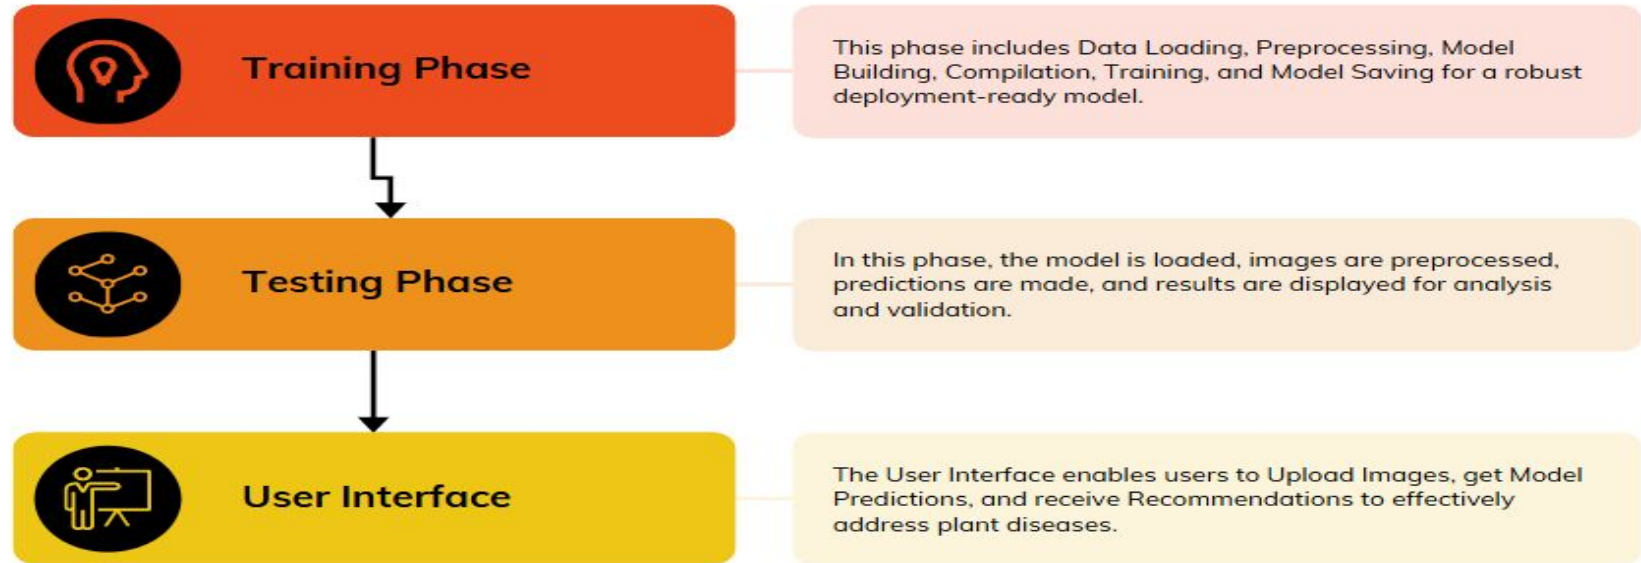 Training Phase
This phase includes Data Loading, Preprocessing, Model
Building, Compilation, Training, and Model Saving for a robust
deployment-ready model.
Testing Phase
In this phase, the model is loaded, images are preprocessed,
predictions are made, and results are displayed for analysis
and validation.
User Interface
The User Interface enables users to Upload Images, get Model
Predictions, and receive Recommendations to effectively
address plant diseases.